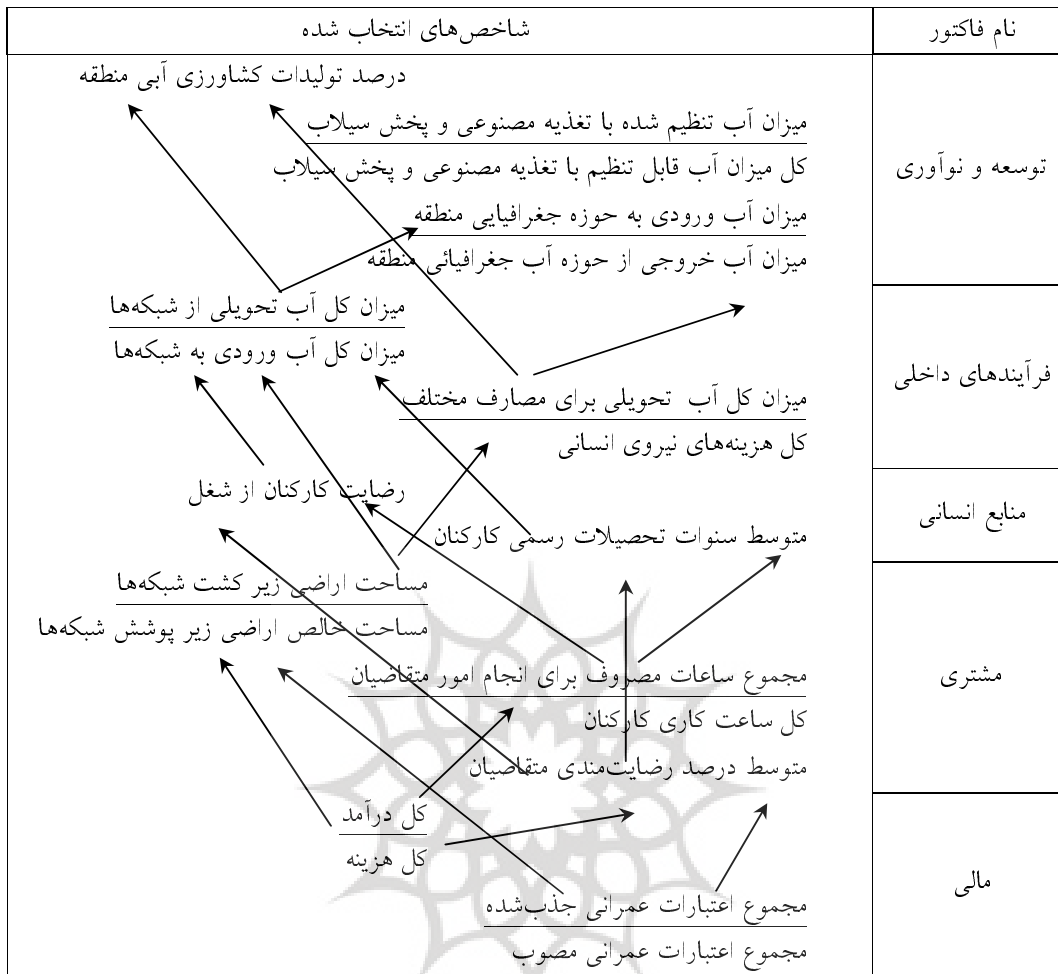 نام فاکتور
شاخص‌های انتخاب شده
توسعه و نوآوری
درصد تولیدات کشاورزی آبی منطقه
میزان آب تنظیم شده با تغذیه مصنوعی و پخش سیلاب
کل میزان آب قابل تنظیم با تغذیه مصنوعی و پخش سیلاب
میزان آب ورودی به حوزه جغرافیایی منطقه
میزان آب خروجی از حوزه آب جغرافیائی منطقه
فرآیندهای داخلی
میزان کل آب تحویلی از شبکه‌ها
میزان کل آب ورودی به شبکه‌ها
میزان کل آب تحویلی برای مصارف مختلف
کل هزینه‌های نیروی انسانی
منابع انسانی
رضایت کارکنان از شغل
متوسط سنوات تحصیلات رسمی کارکنان
مشتری
مساحت اراضی زیر کشت شبکه‌ها
مساحت خالص اراضی زیر پوشش شبکه‌ها
مجموع ساعات مصروف برای انجام امور متقاضیان
کل ساعت کاری کارکنان
متوسط درصد رضایت‌مندی متقاضیان
مالی
کل درآمد
کل هزینه
مجموع اعتبارات عمرانی جذب‌شده
مجموع اعتبارات عمرانی مصوب